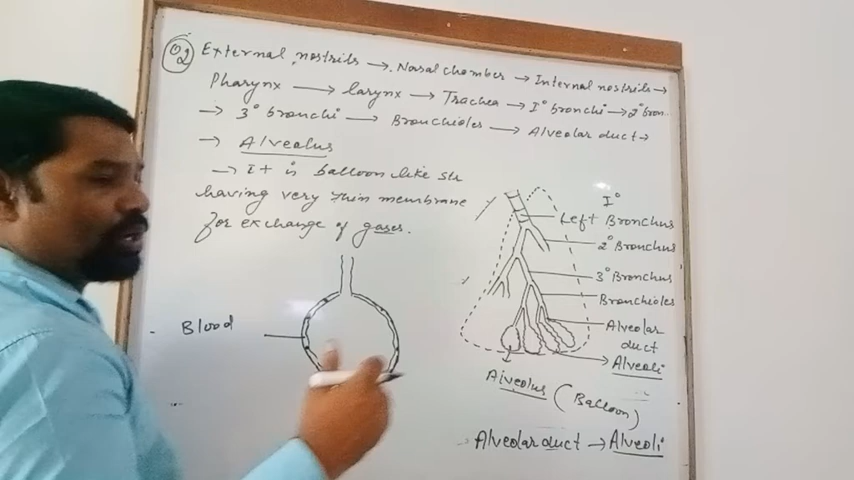 O2 External nostrils → Nasal chamber → Internal nostrils →
Pharynx → larynx → Trachea → I° bronchi → 2° bron.
→ 3° bronchi → Bronchioles → Alveolar duct →
→ Alveolus
→ It is balloon like str
having very thin membrane
for exchange of gases.
Blood
I°
Left Bronchus
2° Bronchus
3° Bronchus
Bronchioles
Alveolar
duct
Alveoli
Alveolus (Balloon)
Alveolar duct → Alveoli